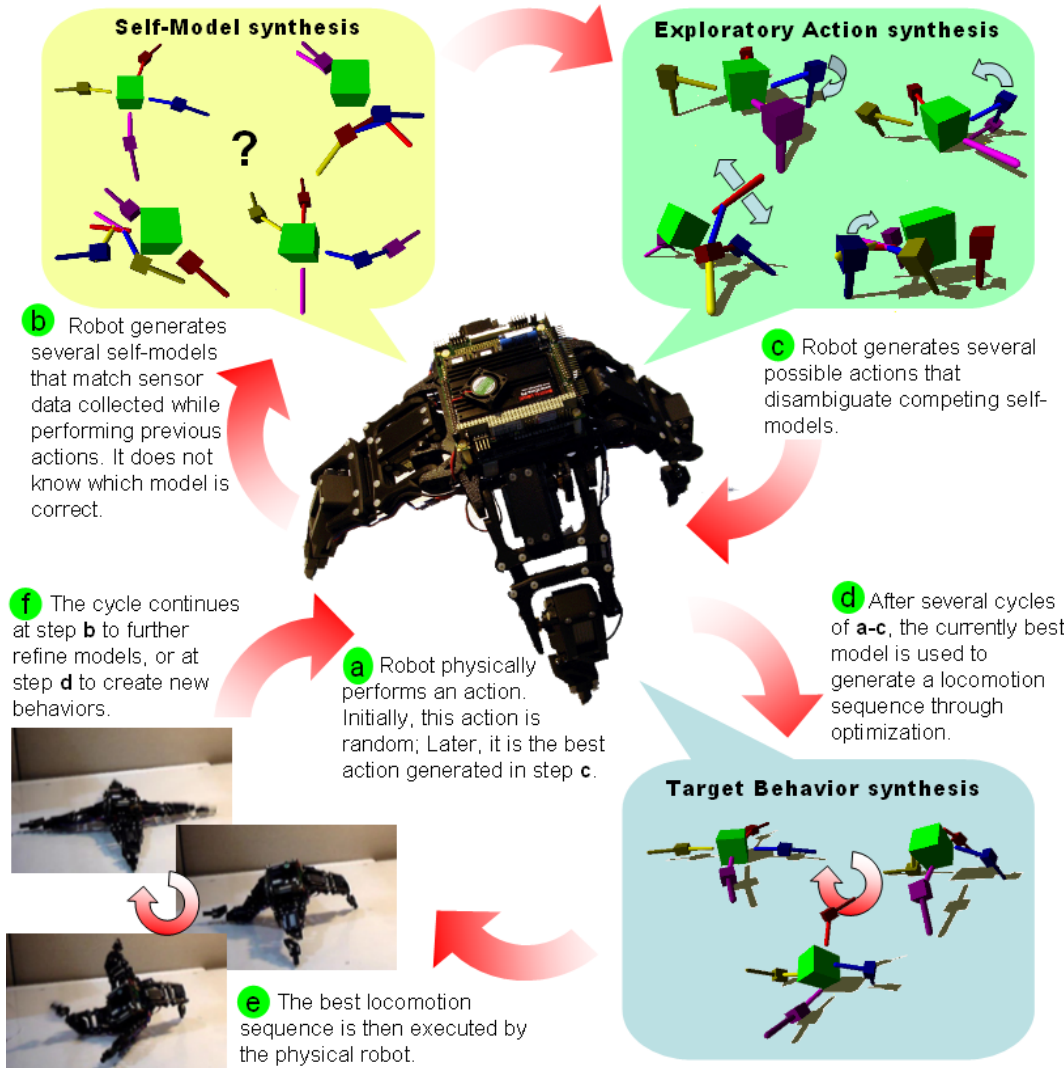 Self-Model synthesis
?
Exploratory Action synthesis
b Robot generates
several self-models
that match sensor
data collected while
performing previous
actions. It does not
know which model is
correct.
c Robot generates several
possible actions that
disambiguate competing self-
models.
f The cycle continues
at step b to further
refine models, or at
step d to create new
behaviors.
a Robot physically
performs an action.
Initially, this action is
random; Later, it is the best
action generated in step c.
d After several cycles
of a-c, the currently best
model is used to
generate a locomotion
sequence through
optimization.
Target Behavior synthesis
e The best locomotion
sequence is then executed by
the physical robot.